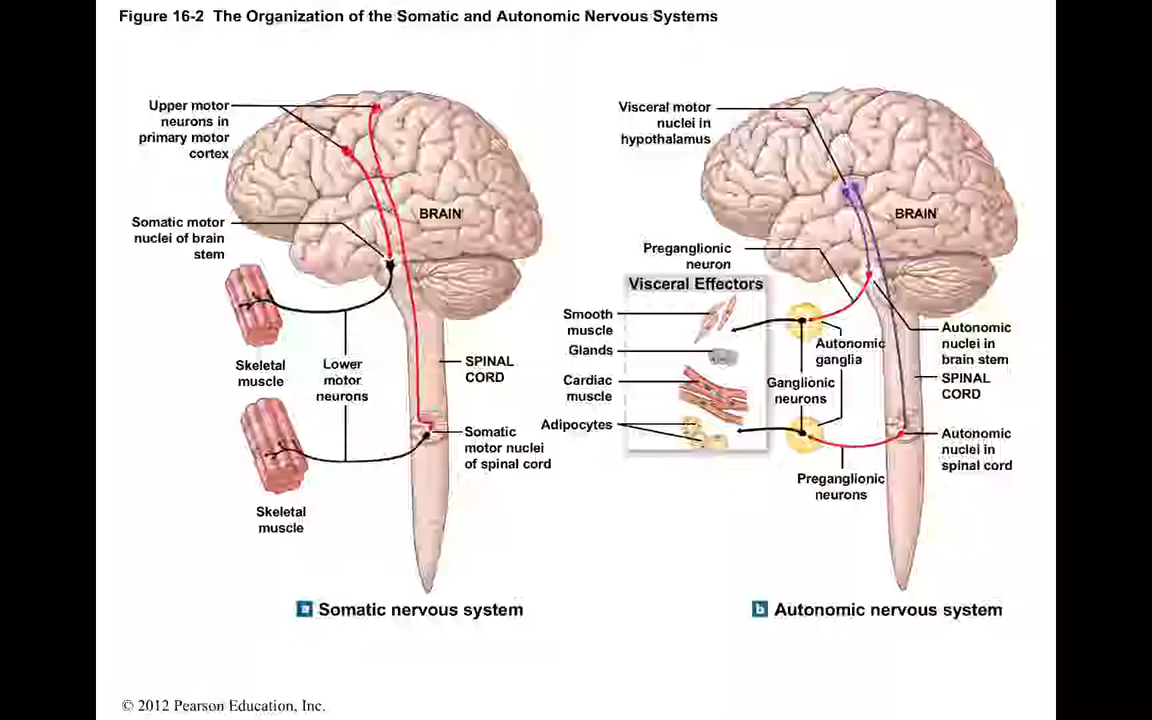 Figure 16-2 The Organization of the Somatic and Autonomic Nervous Systems
Upper motor
neurons in
primary motor
cortex
Somatic motor
nuclei of brain
stem
BRAIN
Skeletal
muscle
Lower
motor
neurons
SPINAL
CORD
Somatic
motor nuclei
of spinal cord
Skeletal
muscle
a Somatic nervous system
Visceral motor
nuclei in
hypothalamus
BRAIN
Preganglionic
neuron
Visceral Effectors
Smooth
muscle
Glands
Cardiac
muscle
Adipocytes
Autonomic
ganglia
Ganglionic
neurons
Autonomic
nuclei in
brain stem
SPINAL
CORD
Autonomic
nuclei in
spinal cord
Preganglionic
neurons
b Autonomic nervous system
© 2012 Pearson Education, Inc.